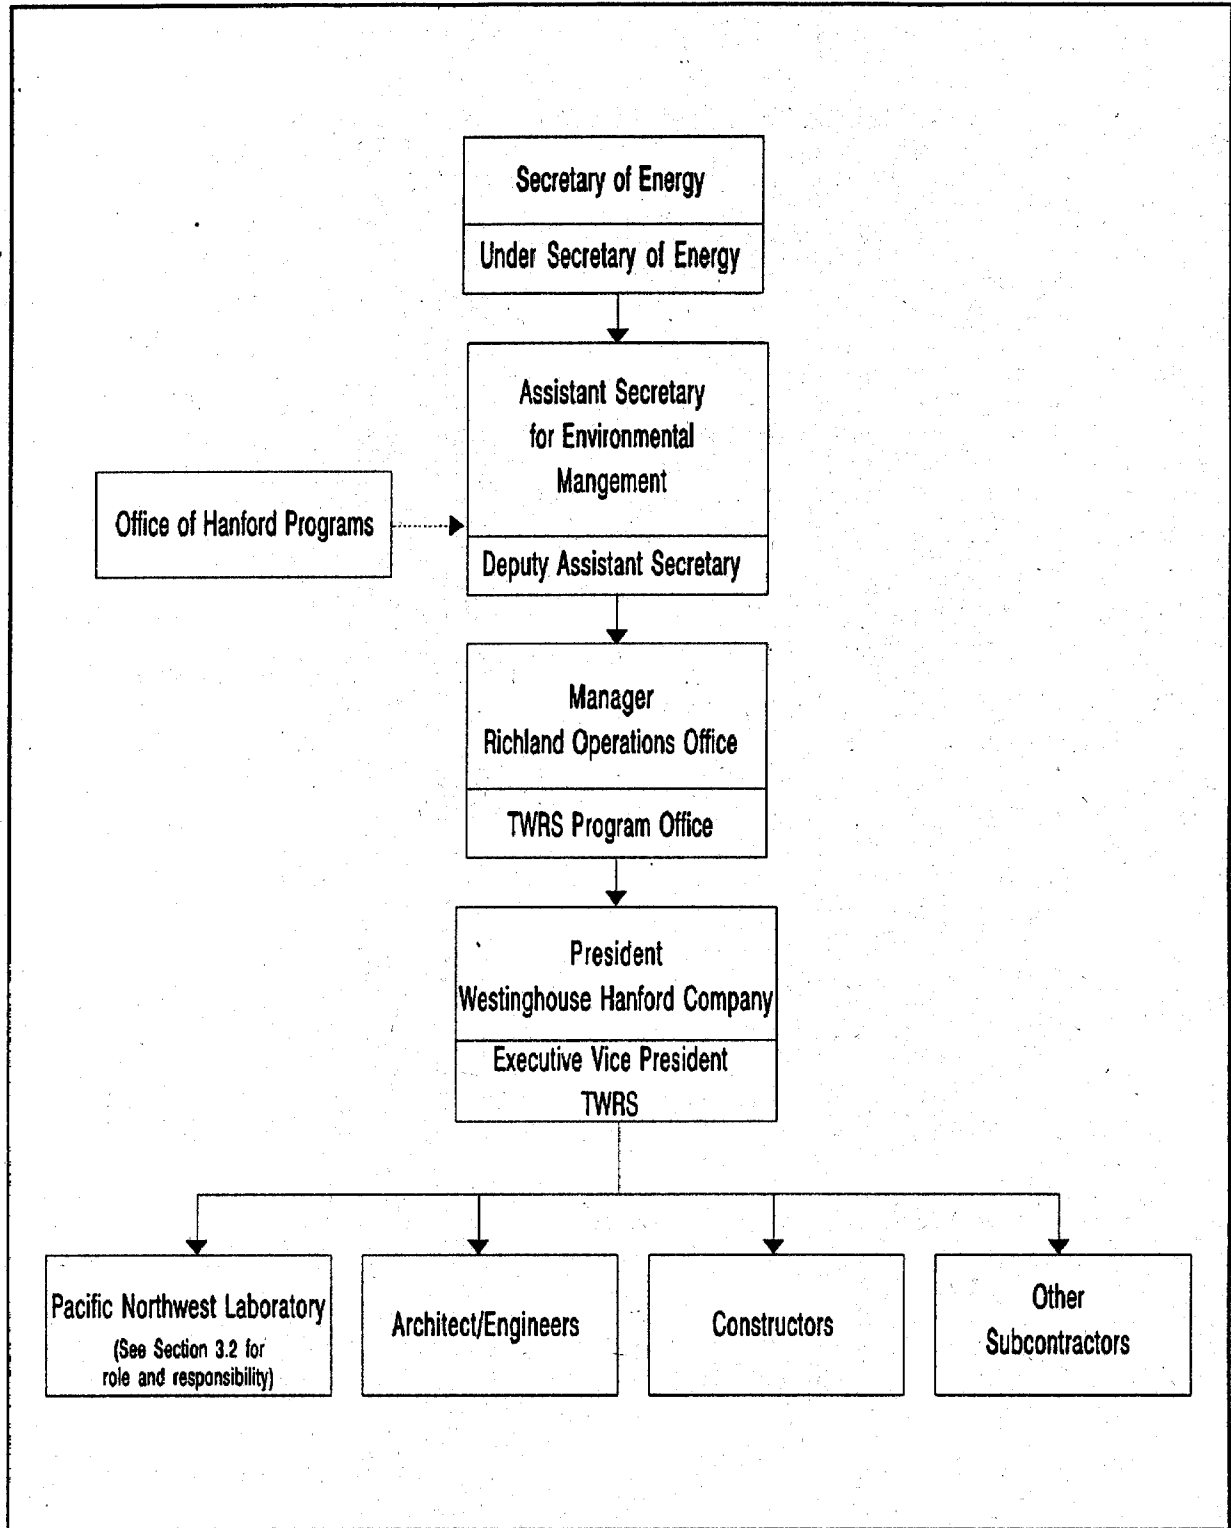 Secretary of Energy
Under Secretary of Energy
Assistant Secretary
for Environmental
Mangement
Office of Hanford Programs
Deputy Assistant Secretary
Manager
Richland Operations Office
TWRS Program Office
President
Westinghouse Hanford Company
Executive Vice President
TWRS
Pacific Northwest Laboratory
(See Section 3.2 for
role and responsibility)
Architect/Engineers
Constructors
Other
Subcontractors